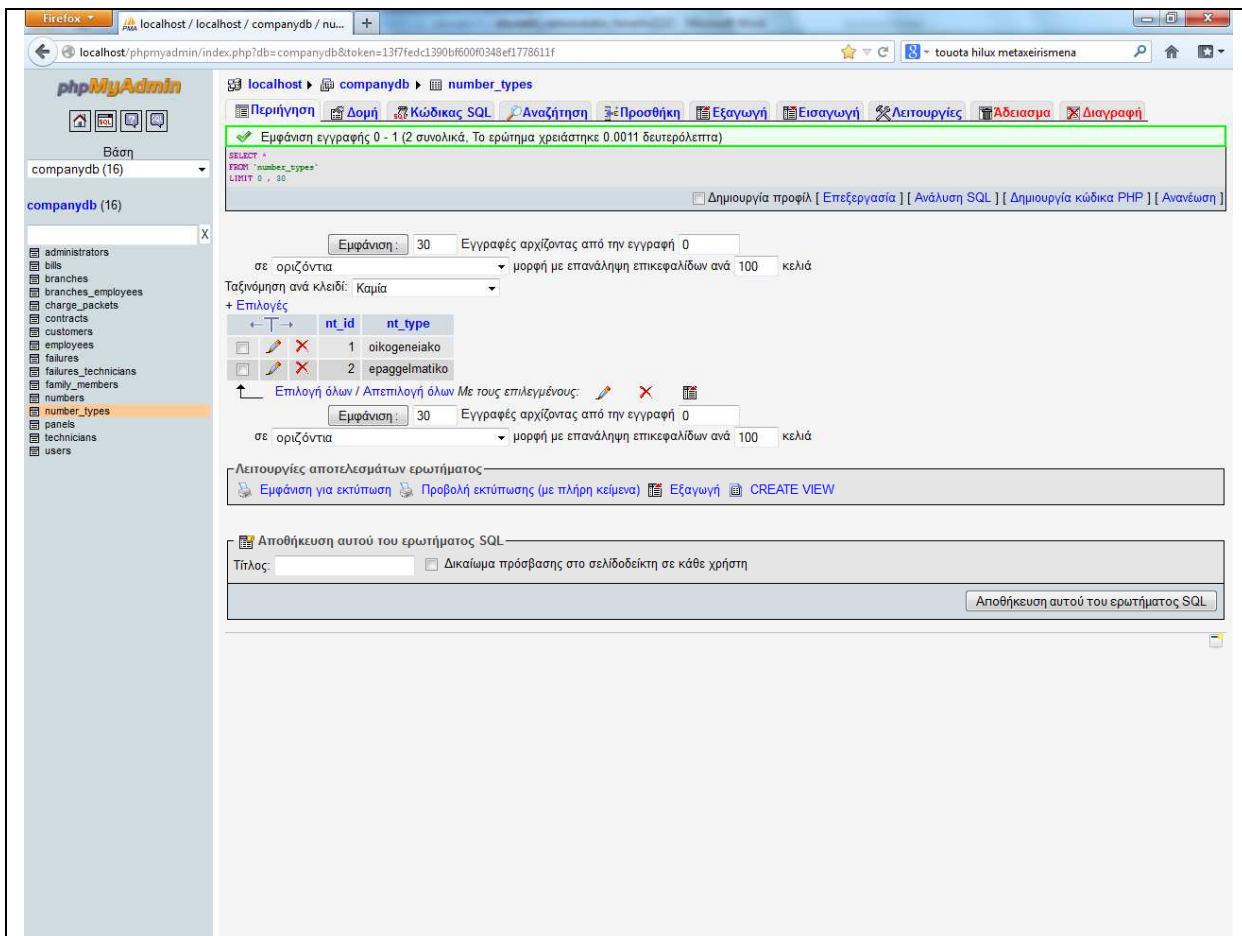 Firefox
PMA localhost / localhost / companydb / nu... +
localhost/phpmyadmin/index.php?db=companydb&token=13f7fedc1390bf600f0348ef1778611f
touota hilux metaxeirismena
phpMyAdmin
Βάση
companydb (16)
companydb (16)
X
administrators
bills
branches
branches_employees
charge_packets
contracts
customers
employees
failures
failures_technicians
family_members
numbers
number_types
panels
technicians
users
localhost companydb number_types
Περιήγηση Δομή Κώδικας SQL Αναζήτηση Προσθήκη Εξαγωγή Εισαγωγή Λειτουργίες Άδειασμα Διαγραφή
Εμφάνιση εγγραφής 0 - 1 (2 συνολικά, Το ερώτημα χρειάστηκε 0.0011 δευτερόλεπτα)
SELECT *
FROM `number_types`
LIMIT 0 , 30
Δημιουργία προφίλ [ Επεξεργασία ] [ Ανάλυση SQL ] [ Δημιουργία κώδικα PHP ] [ Ανανέωση ]
Εμφάνιση : 30 Εγγραφές αρχίζοντας από την εγγραφή 0
σε οριζόντια μορφή με επανάληψη επικεφαλίδων ανά 100 κελιά
Ταξινόμηση ανά κλειδί: Καμία
+ Επιλογές
←T→ nt_id nt_type
1 oikogeneiako
2 epaggelmatiko
Επιλογή όλων / Απεπιλογή όλων Με τους επιλεγμένους:
Εμφάνιση : 30 Εγγραφές αρχίζοντας από την εγγραφή 0
σε οριζόντια μορφή με επανάληψη επικεφαλίδων ανά 100 κελιά
Λειτουργίες αποτελεσμάτων ερωτήματος
Εμφάνιση για εκτύπωση Προβολή εκτύπωσης (με πλήρη κείμενα) Εξαγωγή CREATE VIEW
Αποθήκευση αυτού του ερωτήματος SQL
Τίτλος: Δικαίωμα πρόσβασης στο σελίδοδείκτη σε κάθε χρήστη
Αποθήκευση αυτού του ερωτήματος SQL